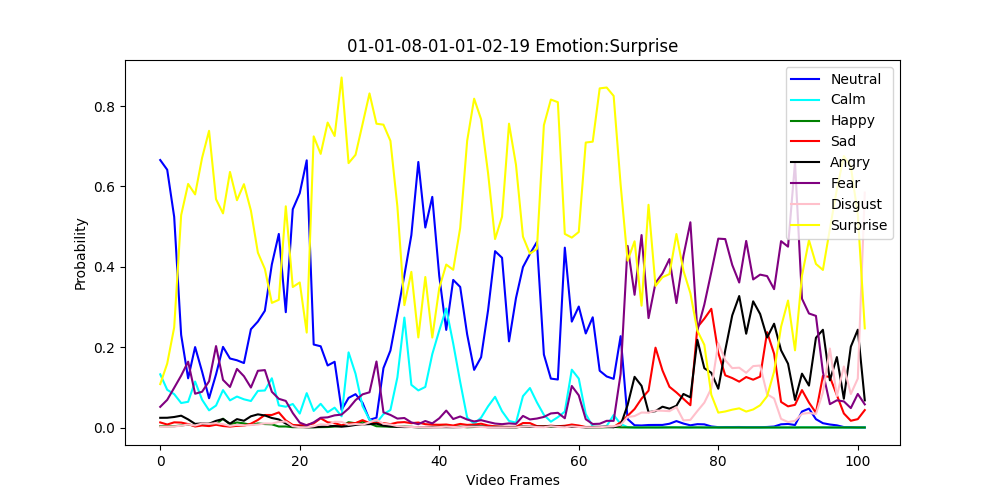 01-01-08-01-01-02-19 Emotion:Surprise
Neutral
Calm
Happy
Sad
Angry
Fear
Disgust
Surprise
Probability
0.8
0.6
0.4
0.2
0.0
0 20 40 60 80 100
Video Frames